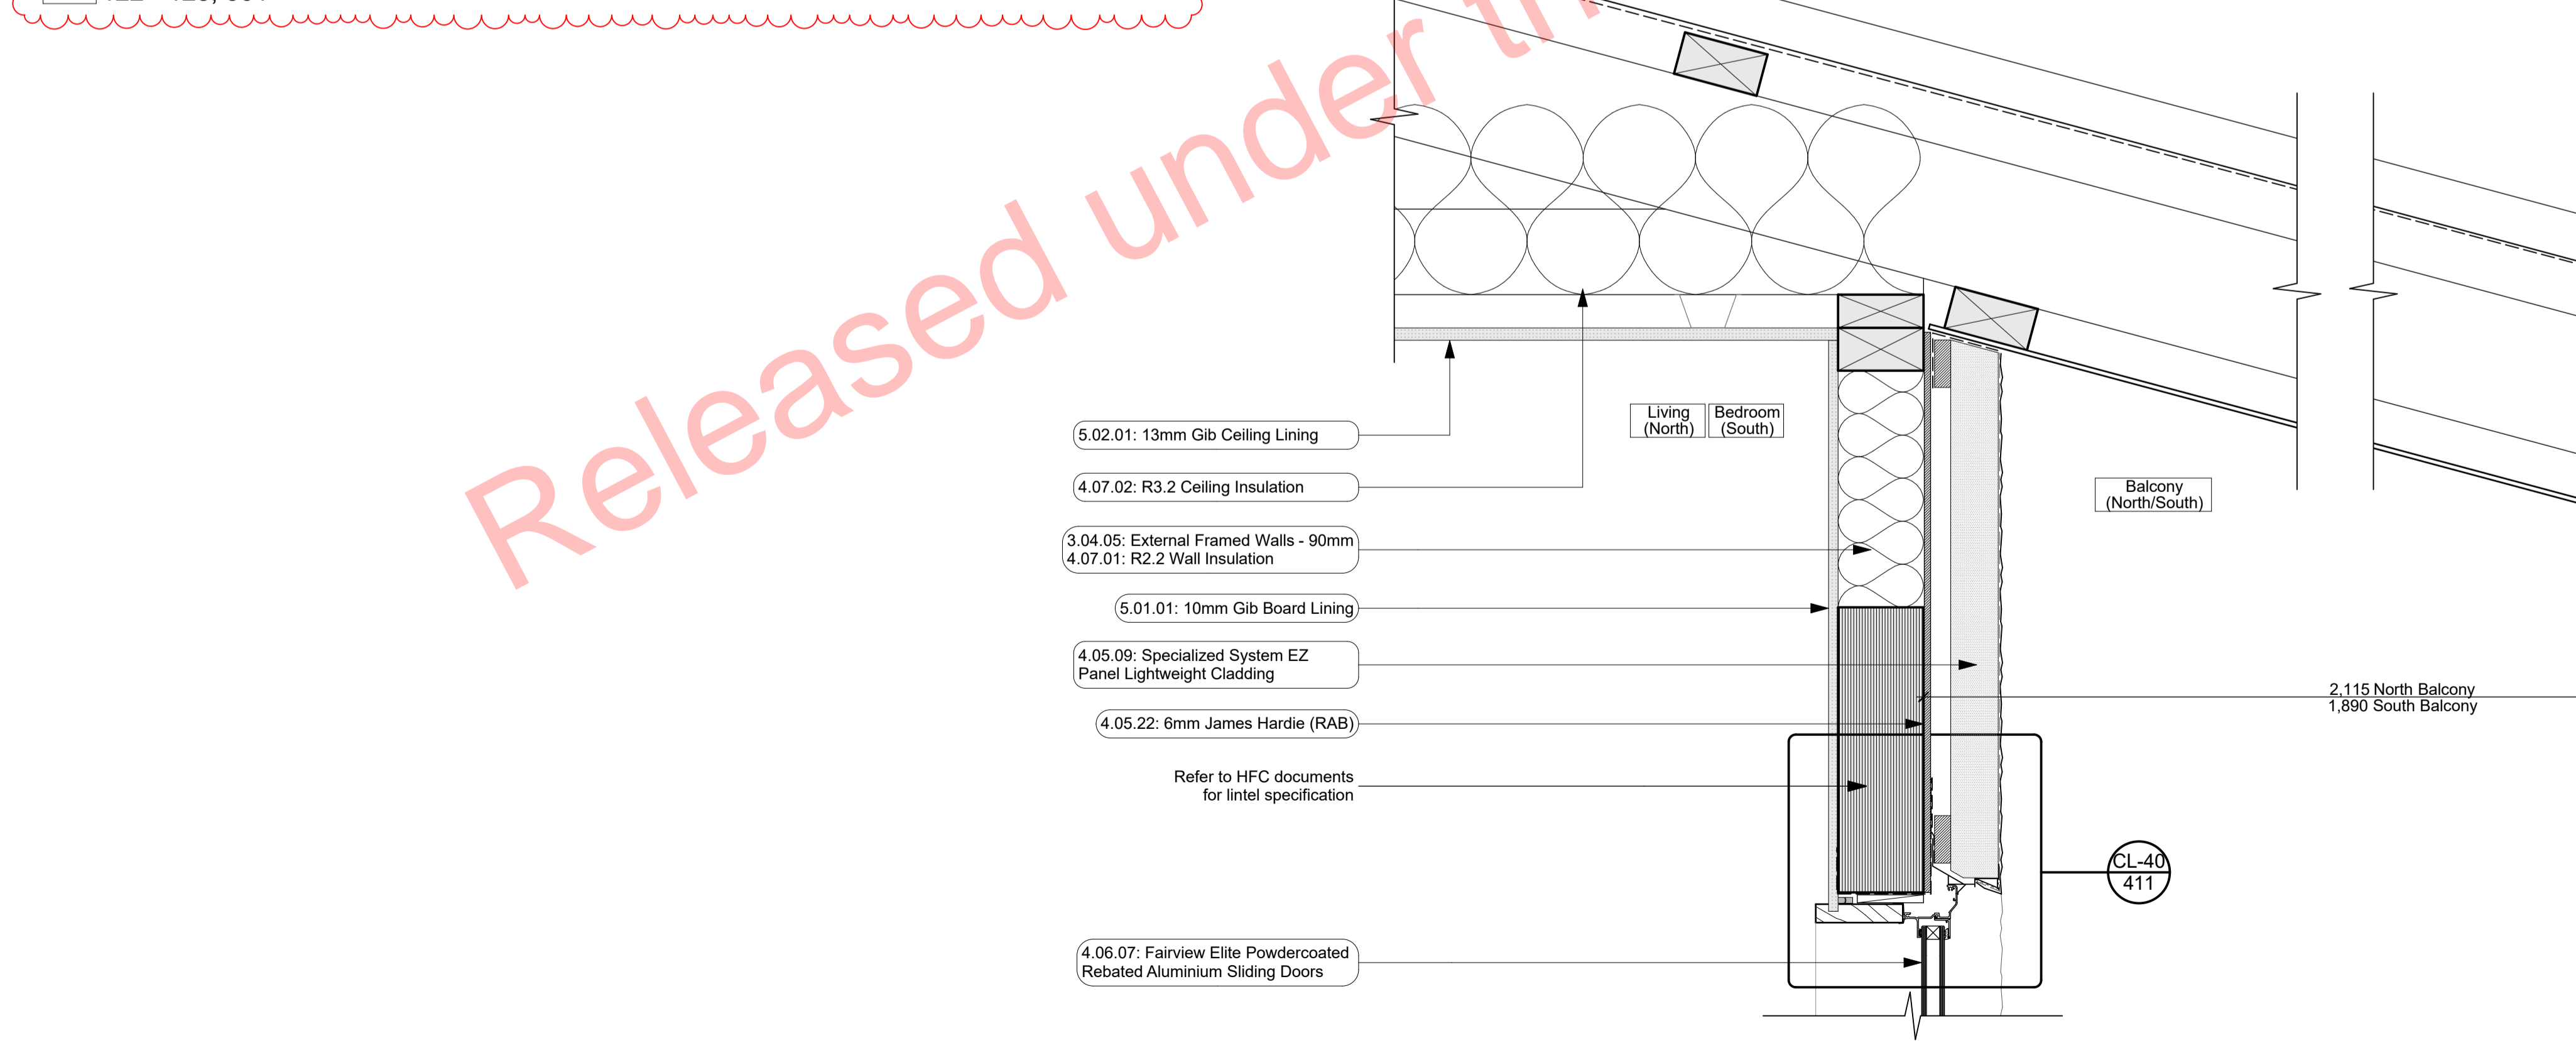 Released under th
5.02.01: 13mm Gib Ceiling Lining
4.07.02: R3.2 Ceiling Insulation
3.04.05: External Framed Walls - 90mm
4.07.01: R2.2 Wall Insulation
5.01.01: 10mm Gib Board Lining
4.05.09: Specialized System EZ
Panel Lightweight Cladding
4.05.22: 6mm James Hardie (RAB)
Refer to HFC documents
for lintel specification
4.06.07: Fairview Elite Powdercoated
Rebated Aluminium Sliding Doors
Living
(North)
Bedroom
(South)
Balcony
(North/South)
2,115 North Balcony
1,890 South Balcony
CL-40
411